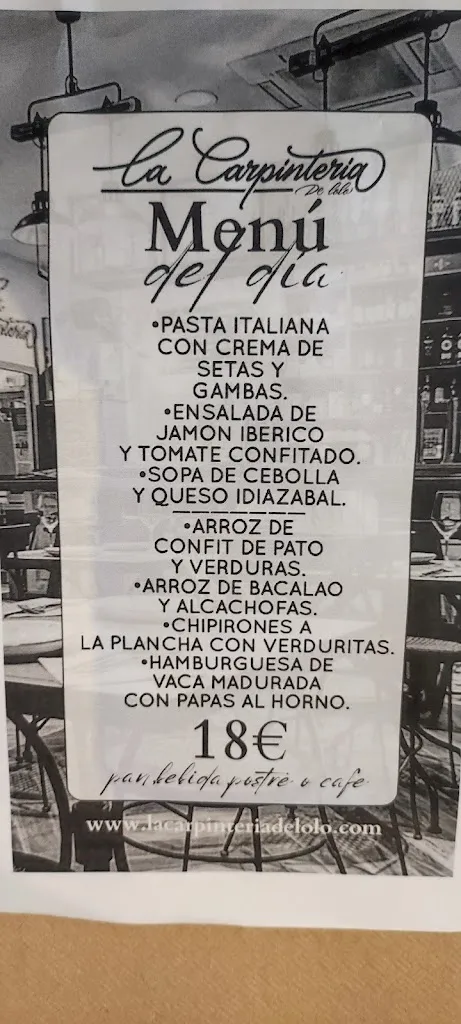 La Carpinteria
De lolo
Menú
del día
•PASTA ITALIANA
CON CREMA DE
SETAS Y
GAMBAS.
•ENSALADA DE
JAMON IBERICO
Y TOMATE CONFITADO.
•SOPA DE CEBOLLA
Y QUESO IDIAZABAL.
•ARROZ DE
CONFIT DE PATO
Y VERDURAS.
•ARROZ DE BACALAO
Y ALCACHOFAS.
•CHIPIRONES A
LA PLANCHA CON VERDURITAS.
•HAMBURGUESA DE
VACA MADURADA
CON PAPAS AL HORNO.
18€
pan,bebida,postre o cafe
www.lacarpinteriadelolo.com